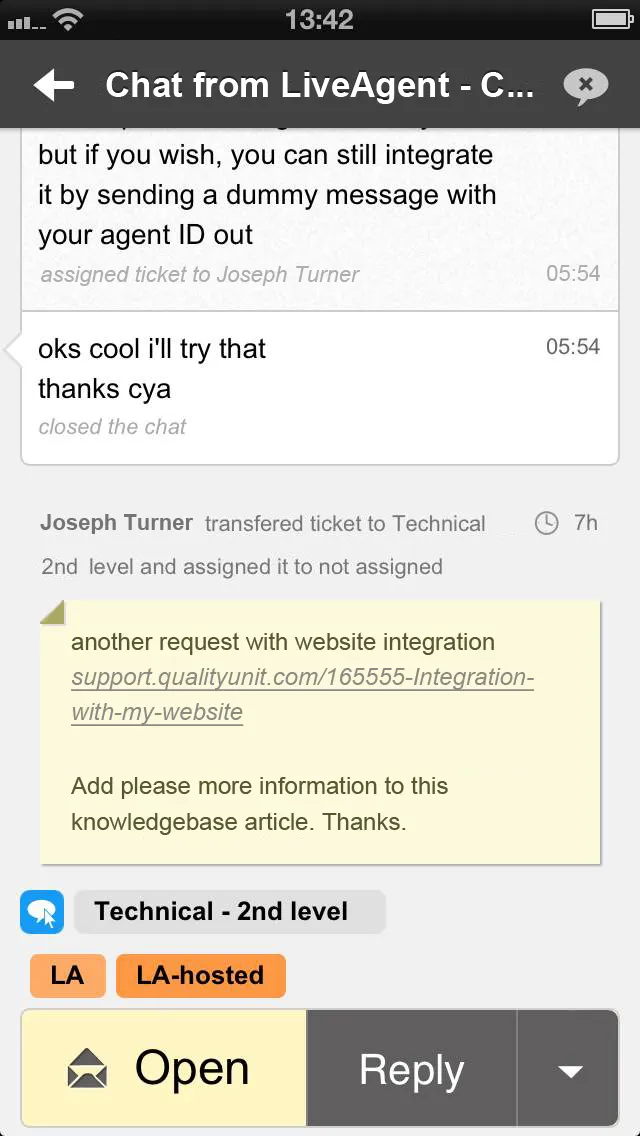 13:42
Chat from LiveAgent - C...
but if you wish, you can still integrate
it by sending a dummy message with
your agent ID out
assigned ticket to Joseph Turner 05:54
oks cool i'll try that 05:54
thanks cya
closed the chat
Joseph Turner transfered ticket to Technical 7h
2nd level and assigned it to not assigned
another request with website integration
support.qualityunit.com/165555-Integration-
with-my-website
Add please more information to this
knowledgebase article. Thanks.
Technical - 2nd level
LA LA-hosted
Open Reply